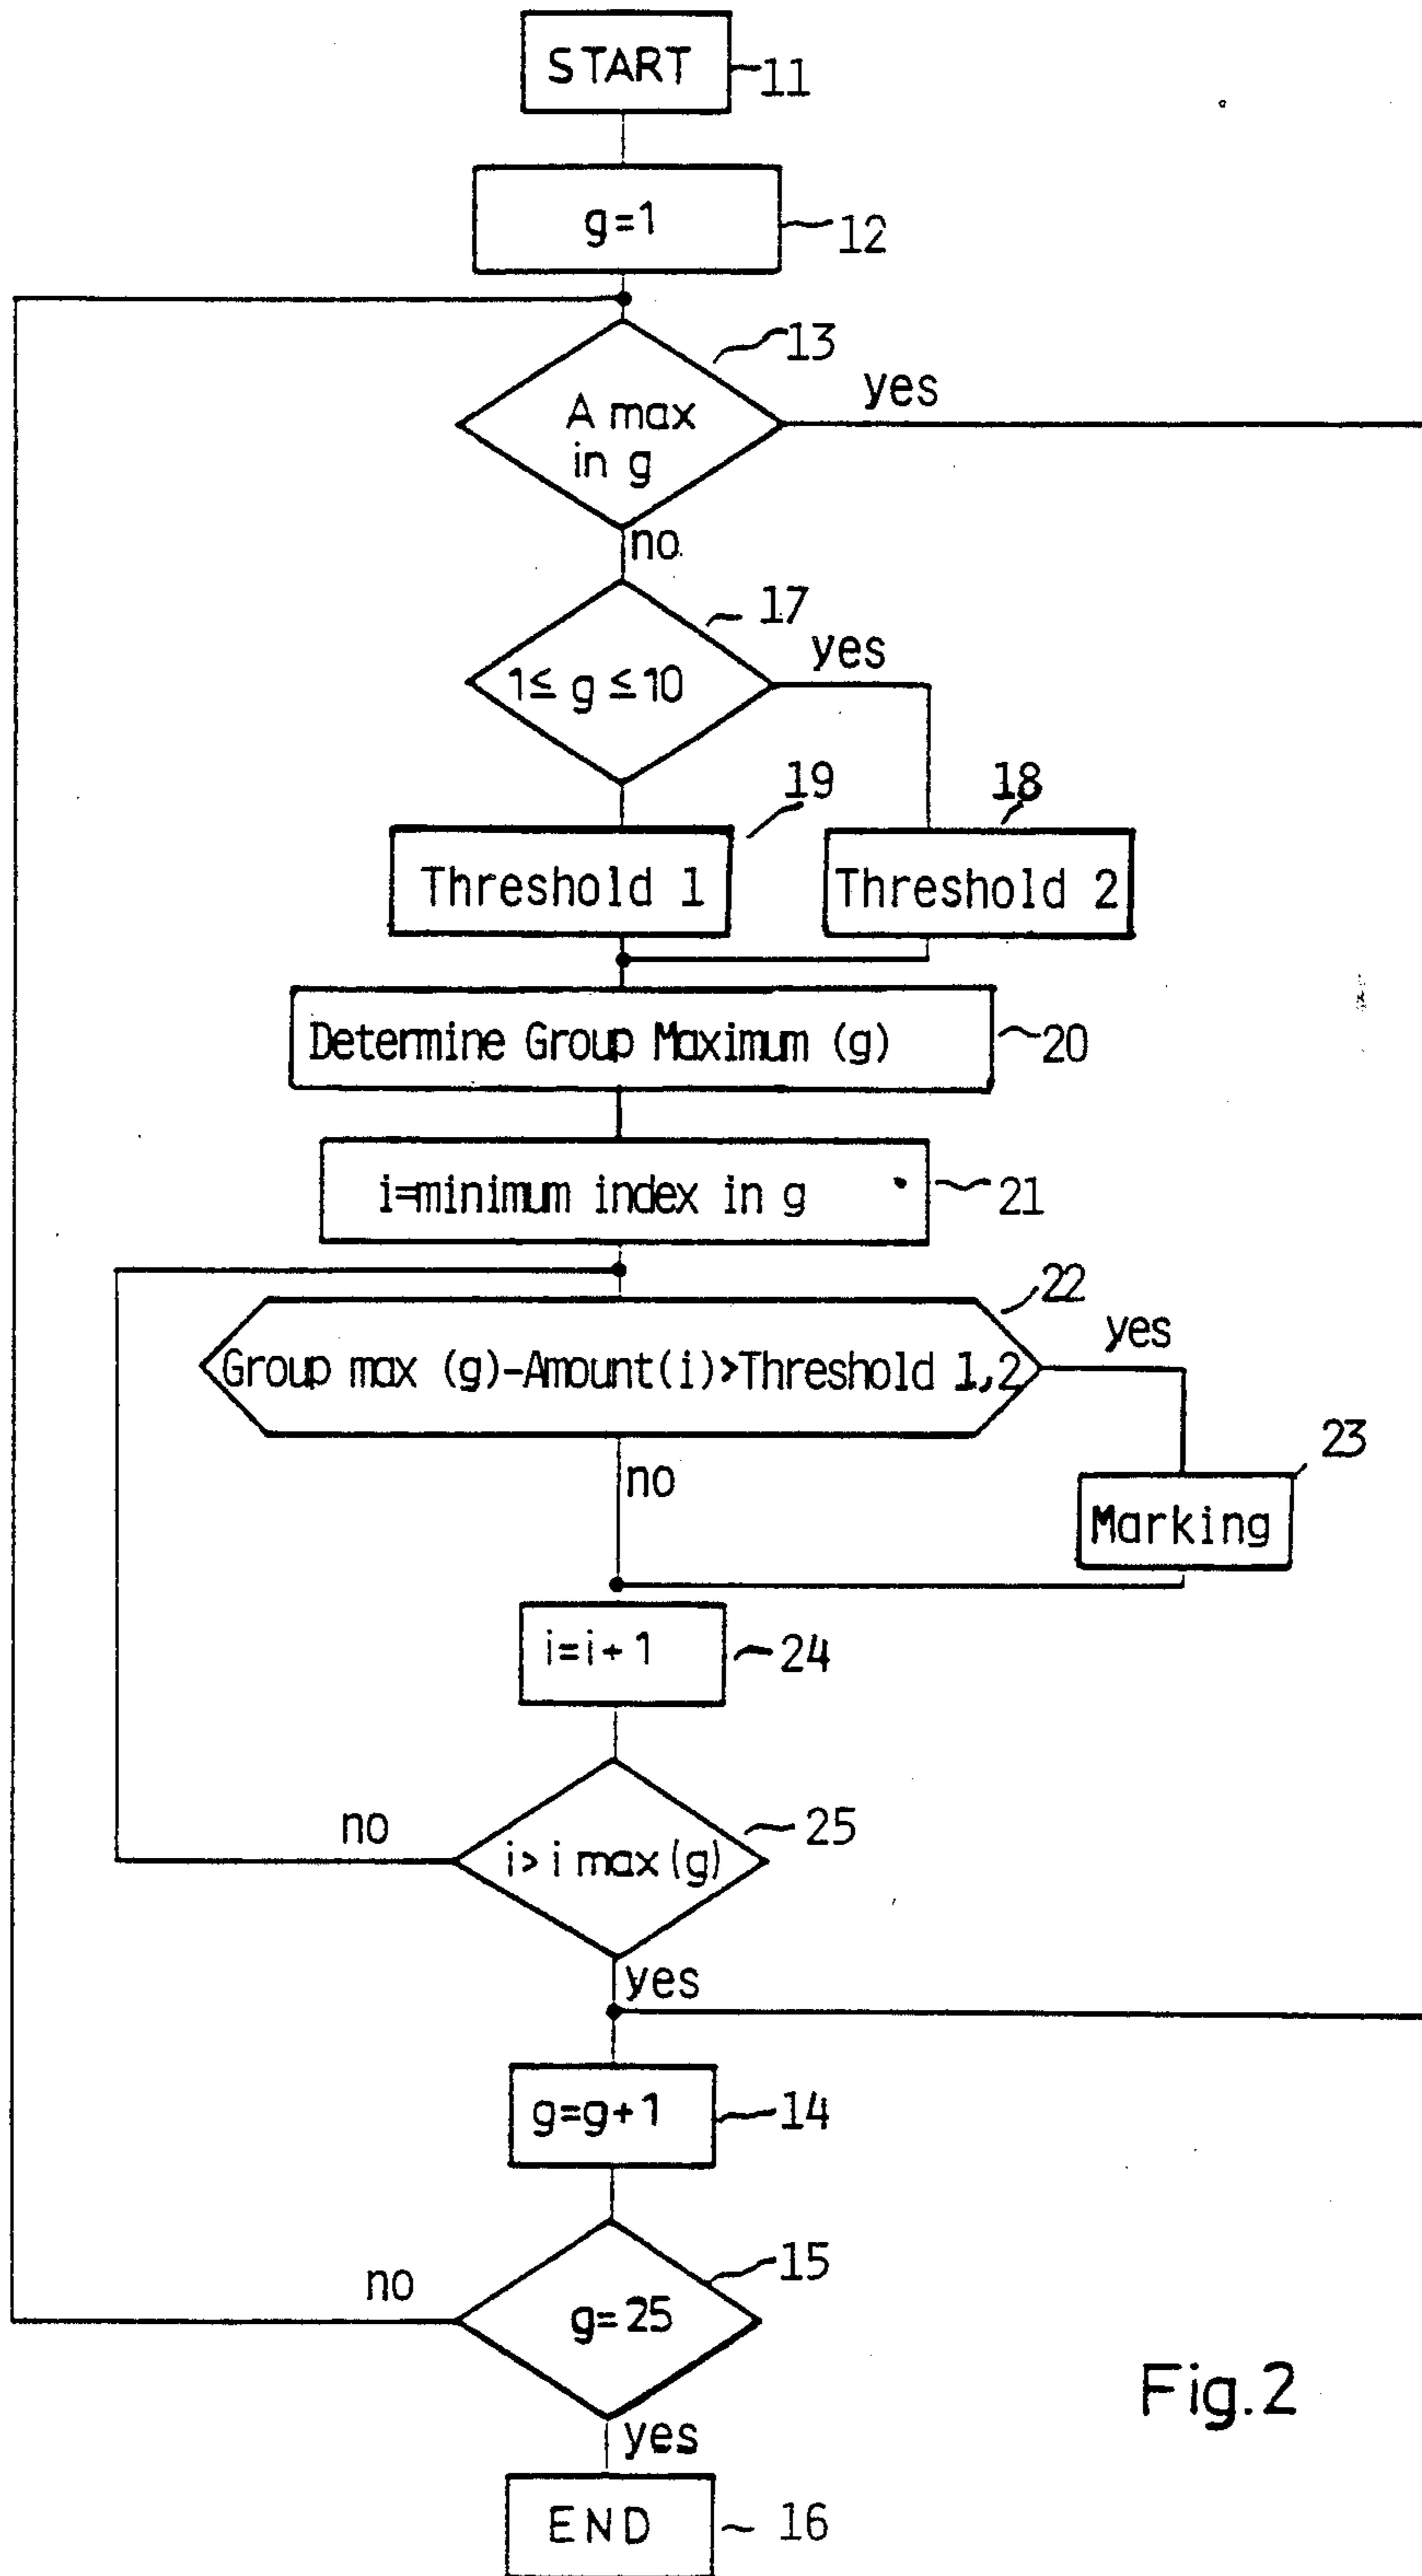 START
11
g=1
12
13
yes
A max
in g
no
17
yes
1≤ g ≤10
19
18
Threshold 1
Threshold 2
Determine Group Maximum (g)
20
i=minimum index in g
21
22
yes
Group max (g)-Amount(i)>Threshold 1,2
23
no
Marking
i=i+1
24
no
25
i> i max (g)
yes
g=g+1
14
15
no
g=25
Fig.2
yes
END
16